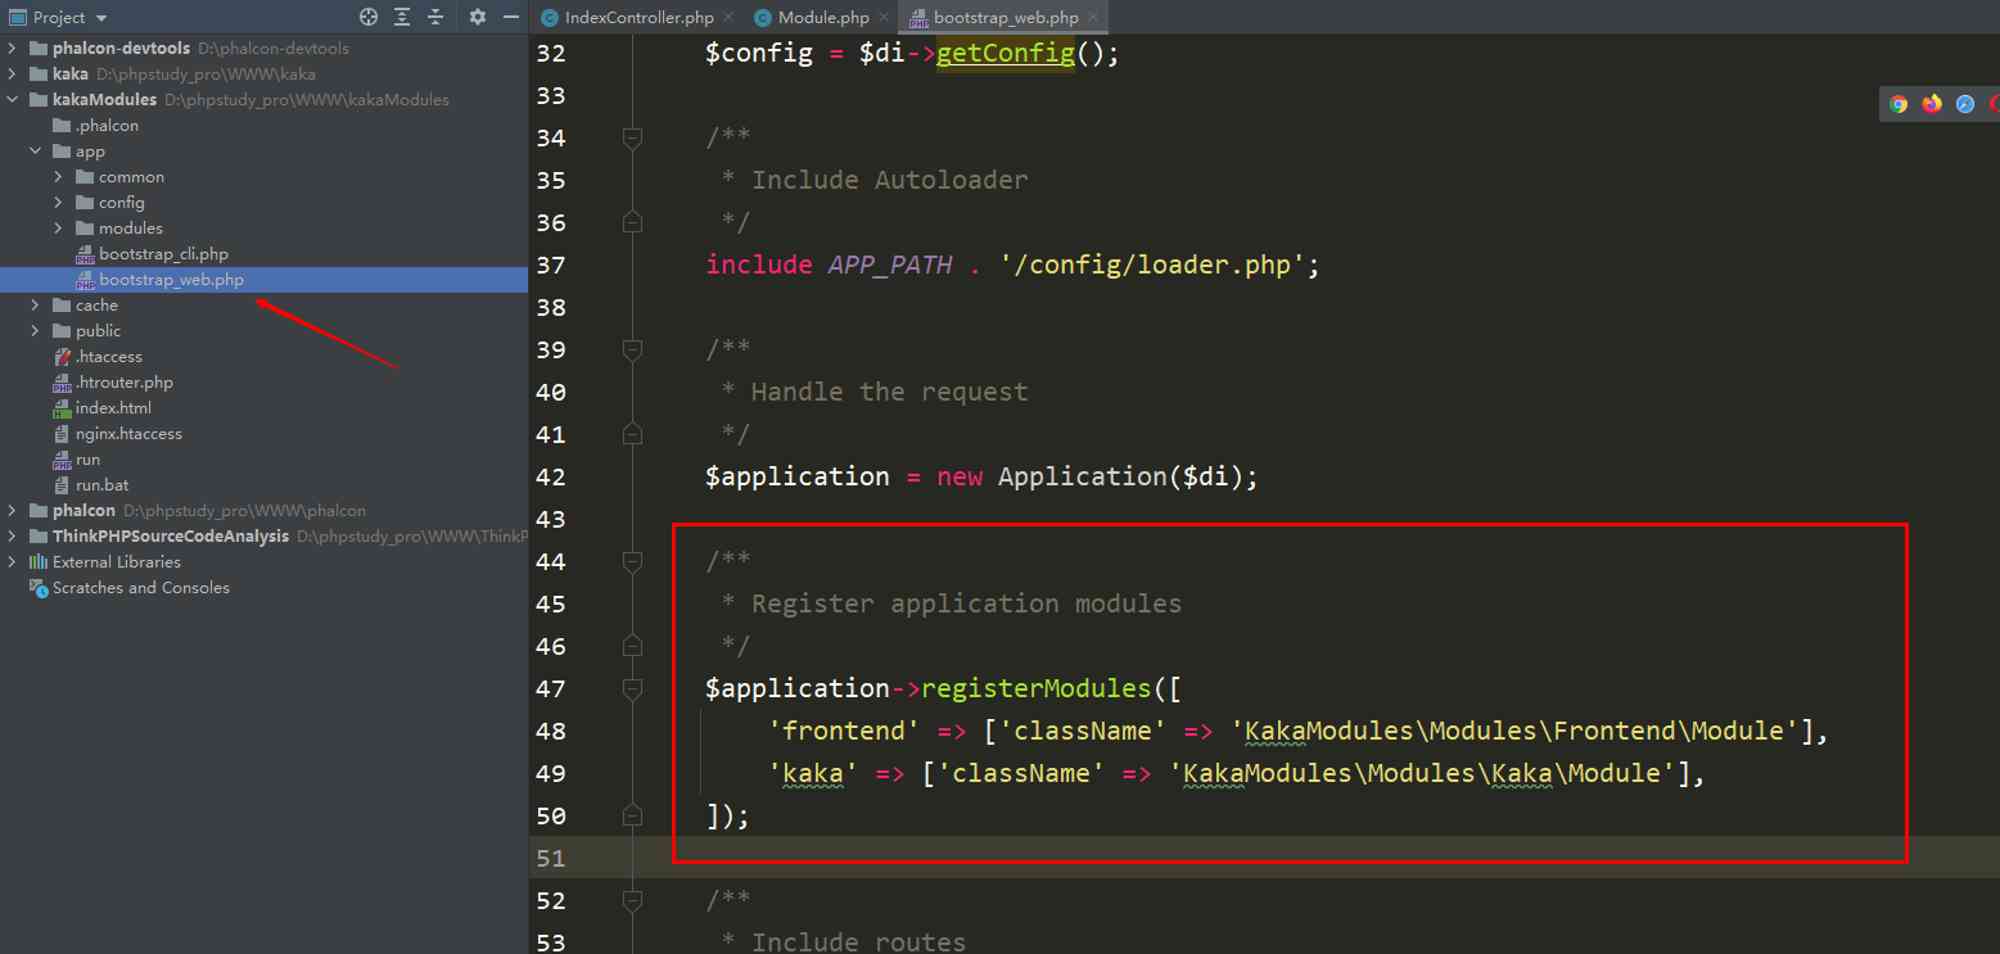 Project
phalcon-devtools D:\phalcon-devtools
kaka D:\phpstudy_pro\WWW\kaka
kakaModules D:\phpstudy_pro\WWW\kakaModules
.phalcon
app
common
config
modules
bootstrap_cli.php
bootstrap_web.php
cache
public
.htaccess
.htrouter.php
index.html
nginx.htaccess
run
run.bat
phalcon D:\phpstudy_pro\WWW\phalcon
ThinkPHPSourceCodeAnalysis D:\phpstudy_pro\WWW\ThinkP
External Libraries
Scratches and Consoles
IndexController.php Module.php bootstrap_web.php
32 $config = $di->getConfig();
33
34 /**
35 * Include Autoloader
36 */
37 include APP_PATH . '/config/loader.php';
38
39 /**
40 * Handle the request
41 */
42 $application = new Application($di);
43
44 /**
45 * Register application modules
46 */
47 $application->registerModules([
48 'frontend' => ['className' => 'KakaModules\Modules\Frontend\Module'],
49 'kaka' => ['className' => 'KakaModules\Modules\Kaka\Module'],
50 ]);
51
52 /**
53 * Include routes